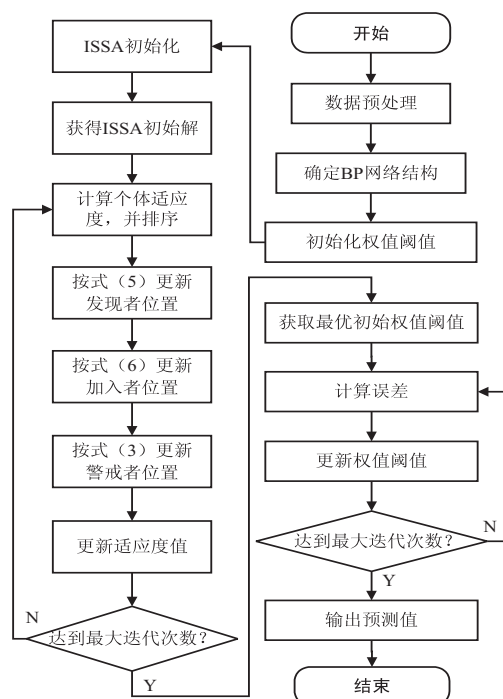 开始
数据预处理
确定BP网络结构
初始化权值阈值
ISSA初始化
获得ISSA初始解
计算个体适应
度，并排序
按式（5）更新
发现者位置
按式（6）更新
加入者位置
按式（3）更新
警戒者位置
更新适应度值
达到最大迭代次数？
N
Y
获取最优初始权值阈值
计算误差
更新权值阈值
达到最大迭代次数？
N
Y
输出预测值
结束